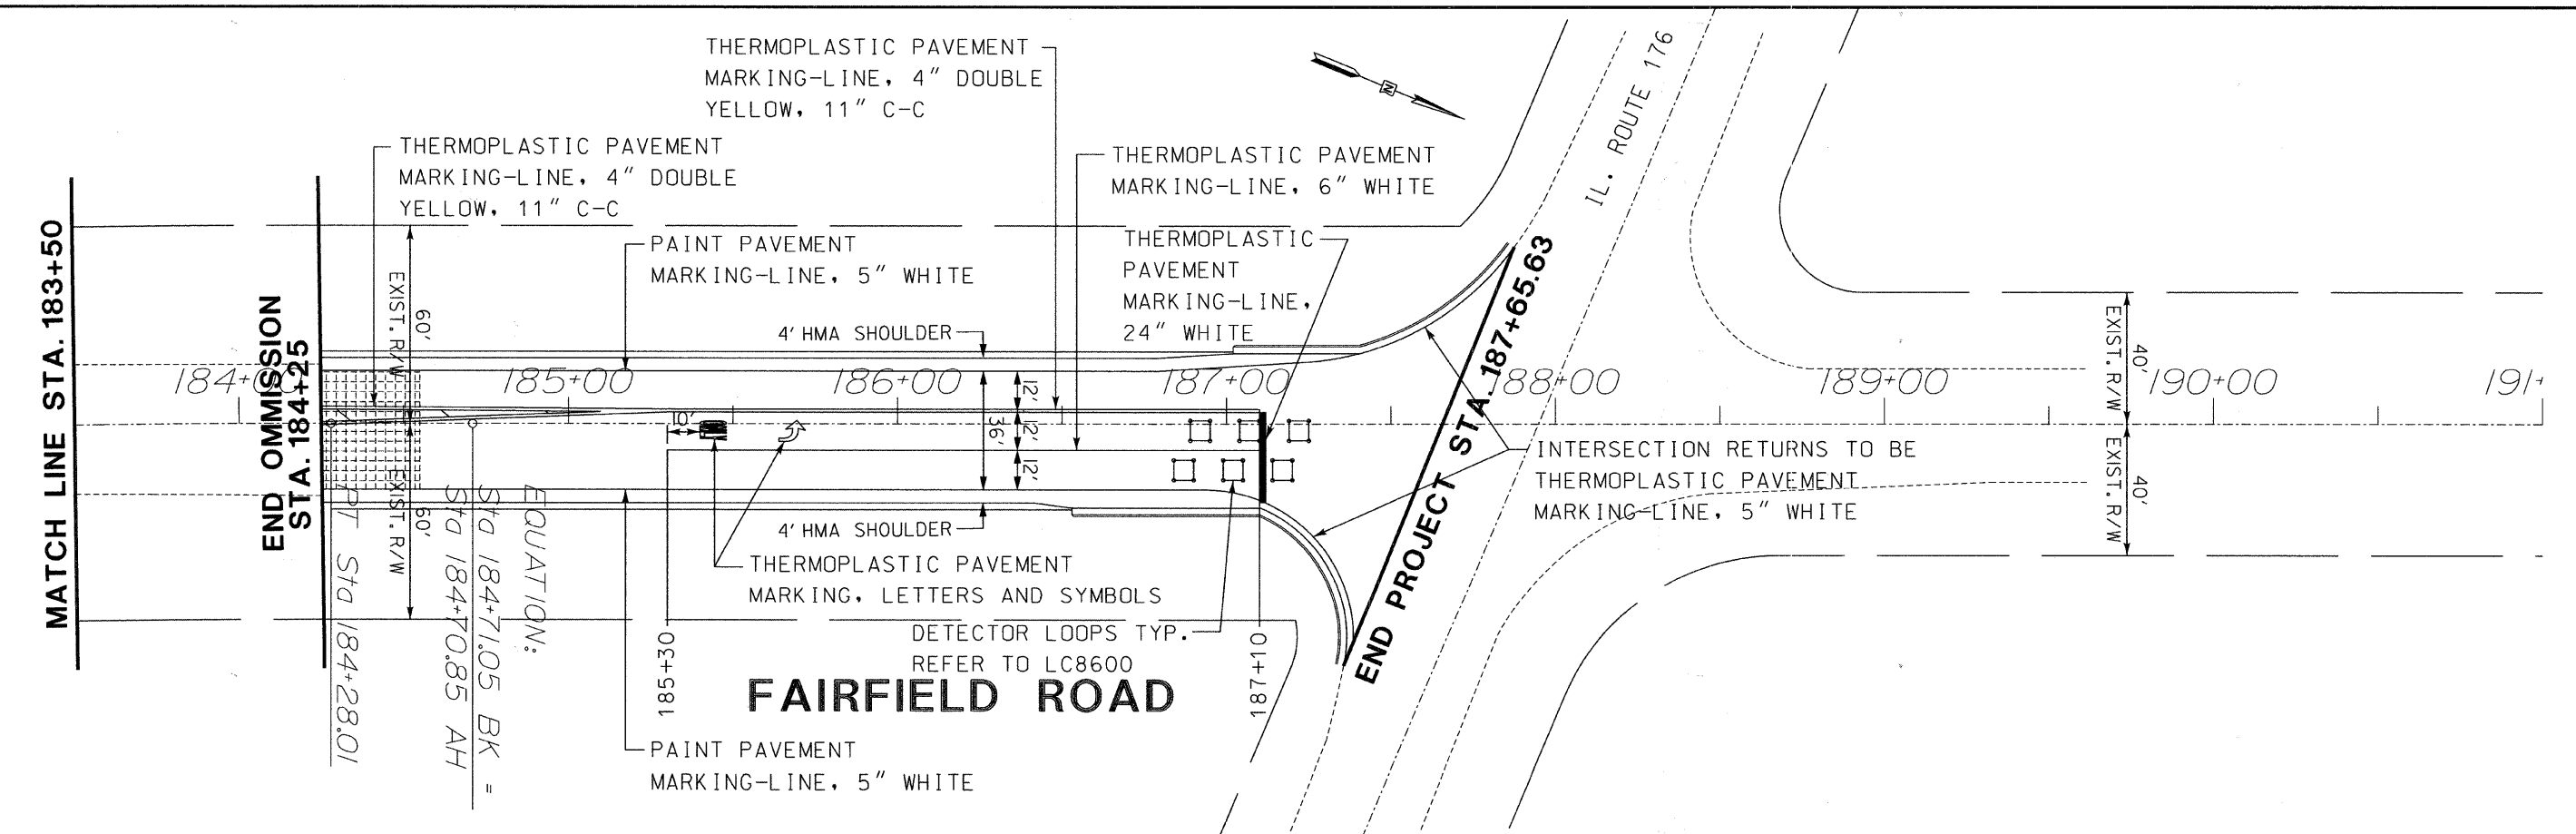 THERMOPLASTIC PAVEMENT
MARKING-LINE, 4" DOUBLE
YELLOW, 11" C-C
THERMOPLASTIC PAVEMENT
MARKING-LINE, 4" DOUBLE
YELLOW, 11" C-C
THERMOPLASTIC PAVEMENT
MARKING-LINE, 6" WHITE
N
IL. ROUTE 176
PAINT PAVEMENT
MARKING-LINE, 5" WHITE
THERMOPLASTIC
PAVEMENT
MARKING-LINE,
24" WHITE
4' HMA SHOULDER
MATCH LINE STA. 183+50
END OMMISSION
STA. 184+25
60'
EXIST. R/W
60'
EXIST. R/W
184+00
185+00
186+00
187+00
188+00
189+00
190+00
191+
10'
12'
12'
12'
36'
40'
EXIST. R/W
40'
EXIST. R/W
END PROJECT STA. 187+65.63
INTERSECTION RETURNS TO BE
THERMOPLASTIC PAVEMENT
MARKING-LINE, 5" WHITE
4' HMA SHOULDER
THERMOPLASTIC PAVEMENT
MARKING, LETTERS AND SYMBOLS
DETECTOR LOOPS TYP.
REFER TO LC8600
EQUATION:
Sta 184+71.05 BK =
Sta 184+70.85 AH
PT Sta 184+28.01
185+30
187+10
FAIRFIELD ROAD
PAINT PAVEMENT
MARKING-LINE, 5" WHITE